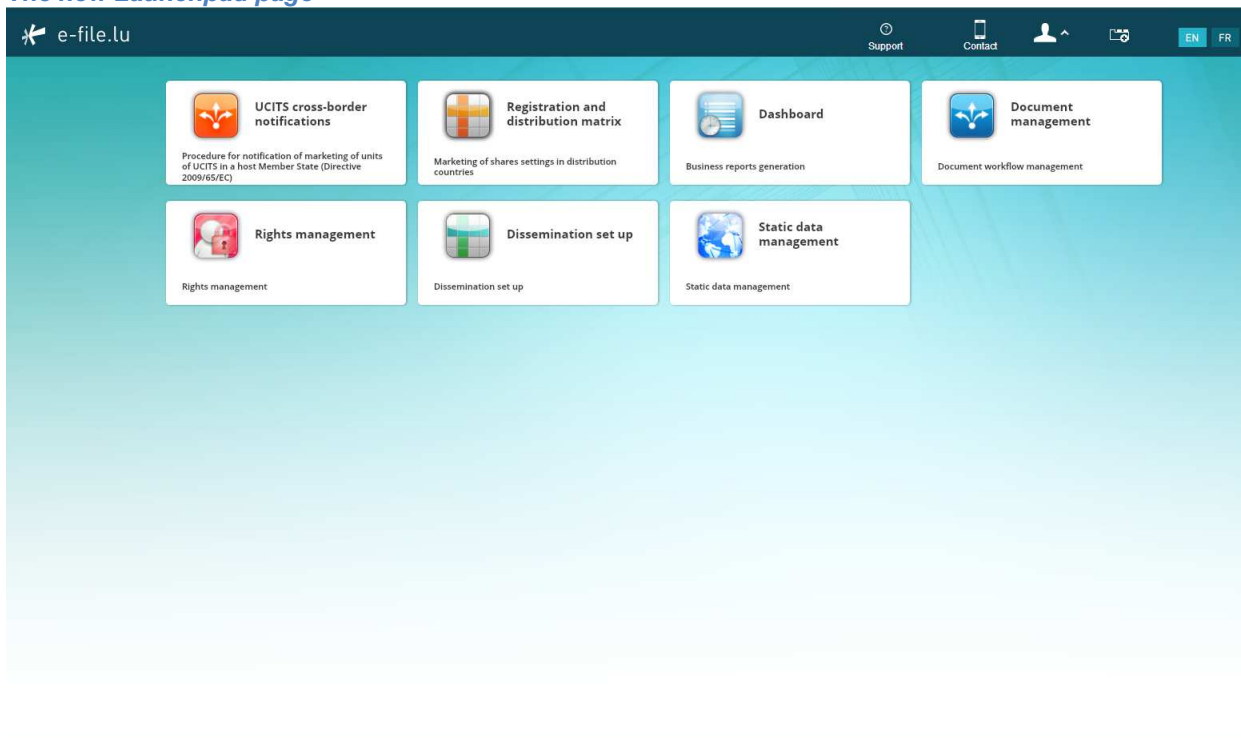 The new Launchpad page
e-file.lu
Support
Contact
EN FR
UCITS cross-border
notifications
Procedure for notification of marketing of units
of UCITS in a host Member State (Directive
2009/65/EC)
Registration and
distribution matrix
Marketing of shares settings in distribution
countries
Dashboard
Business reports generation
Document
management
Document workflow management
Rights management
Rights management
Dissemination set up
Dissemination set up
Static data
management
Static data management